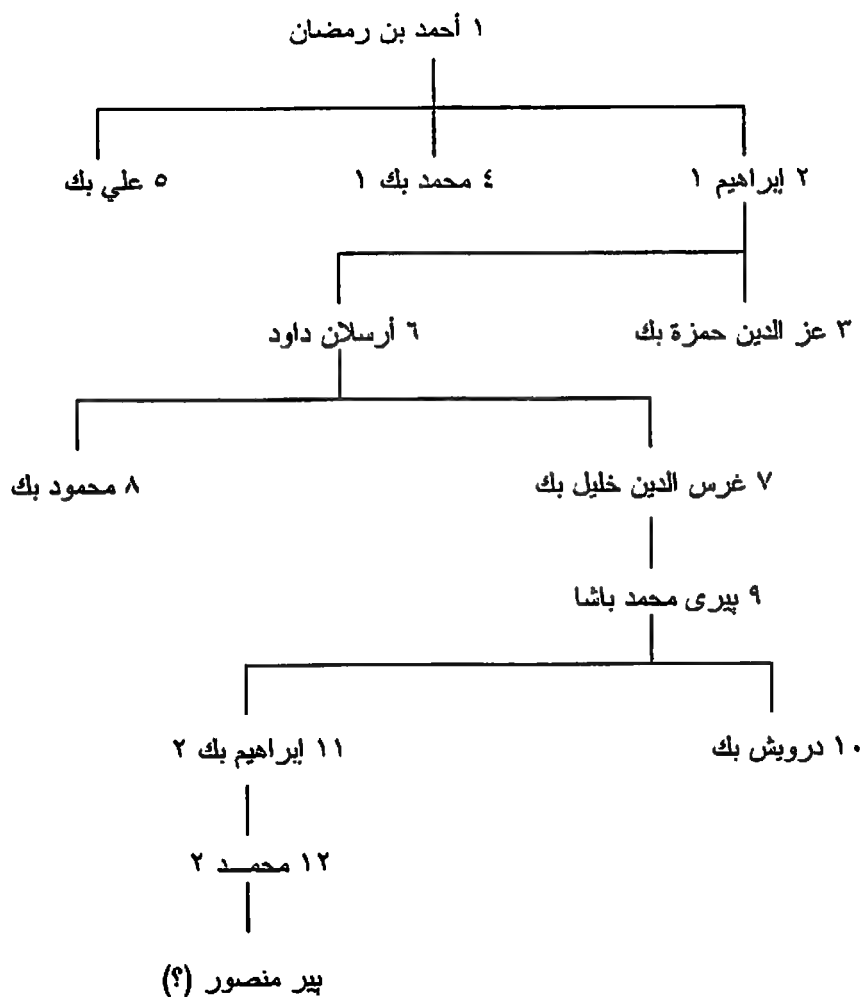 ١ أحمد بن رمضان
٢ إبراهيم ١ ٤ محمد بك ١ ٥ علي بك
٣ عز الدين حمزة بك ٦ أرسلان داود
٧ غرس الدين خليل بك ٨ محمود بك
٩ پیری محمد باشا
١٠ درويش بك ١١ إبراهيم بك ٢
١٢ محمــد ٢
بير منصور (؟)